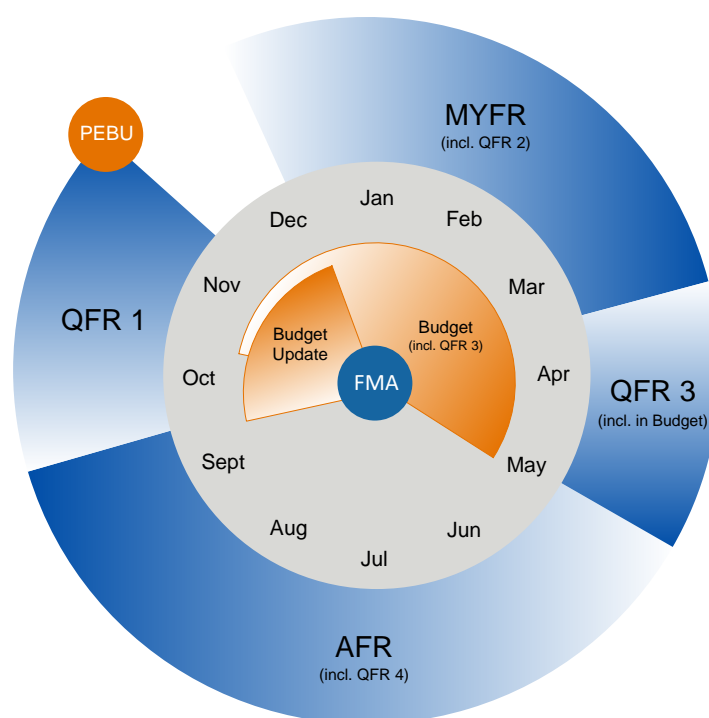 PEBU
MYFR
(incl. QFR 2)
Jan
Feb
Mar
Apr
May
Jun
Jul
Aug
Sept
Oct
Nov
Dec
QFR 1
Budget
Update
Budget
(incl. QFR 3)
FMA
QFR 3
(incl. in Budget)
AFR
(incl. QFR 4)